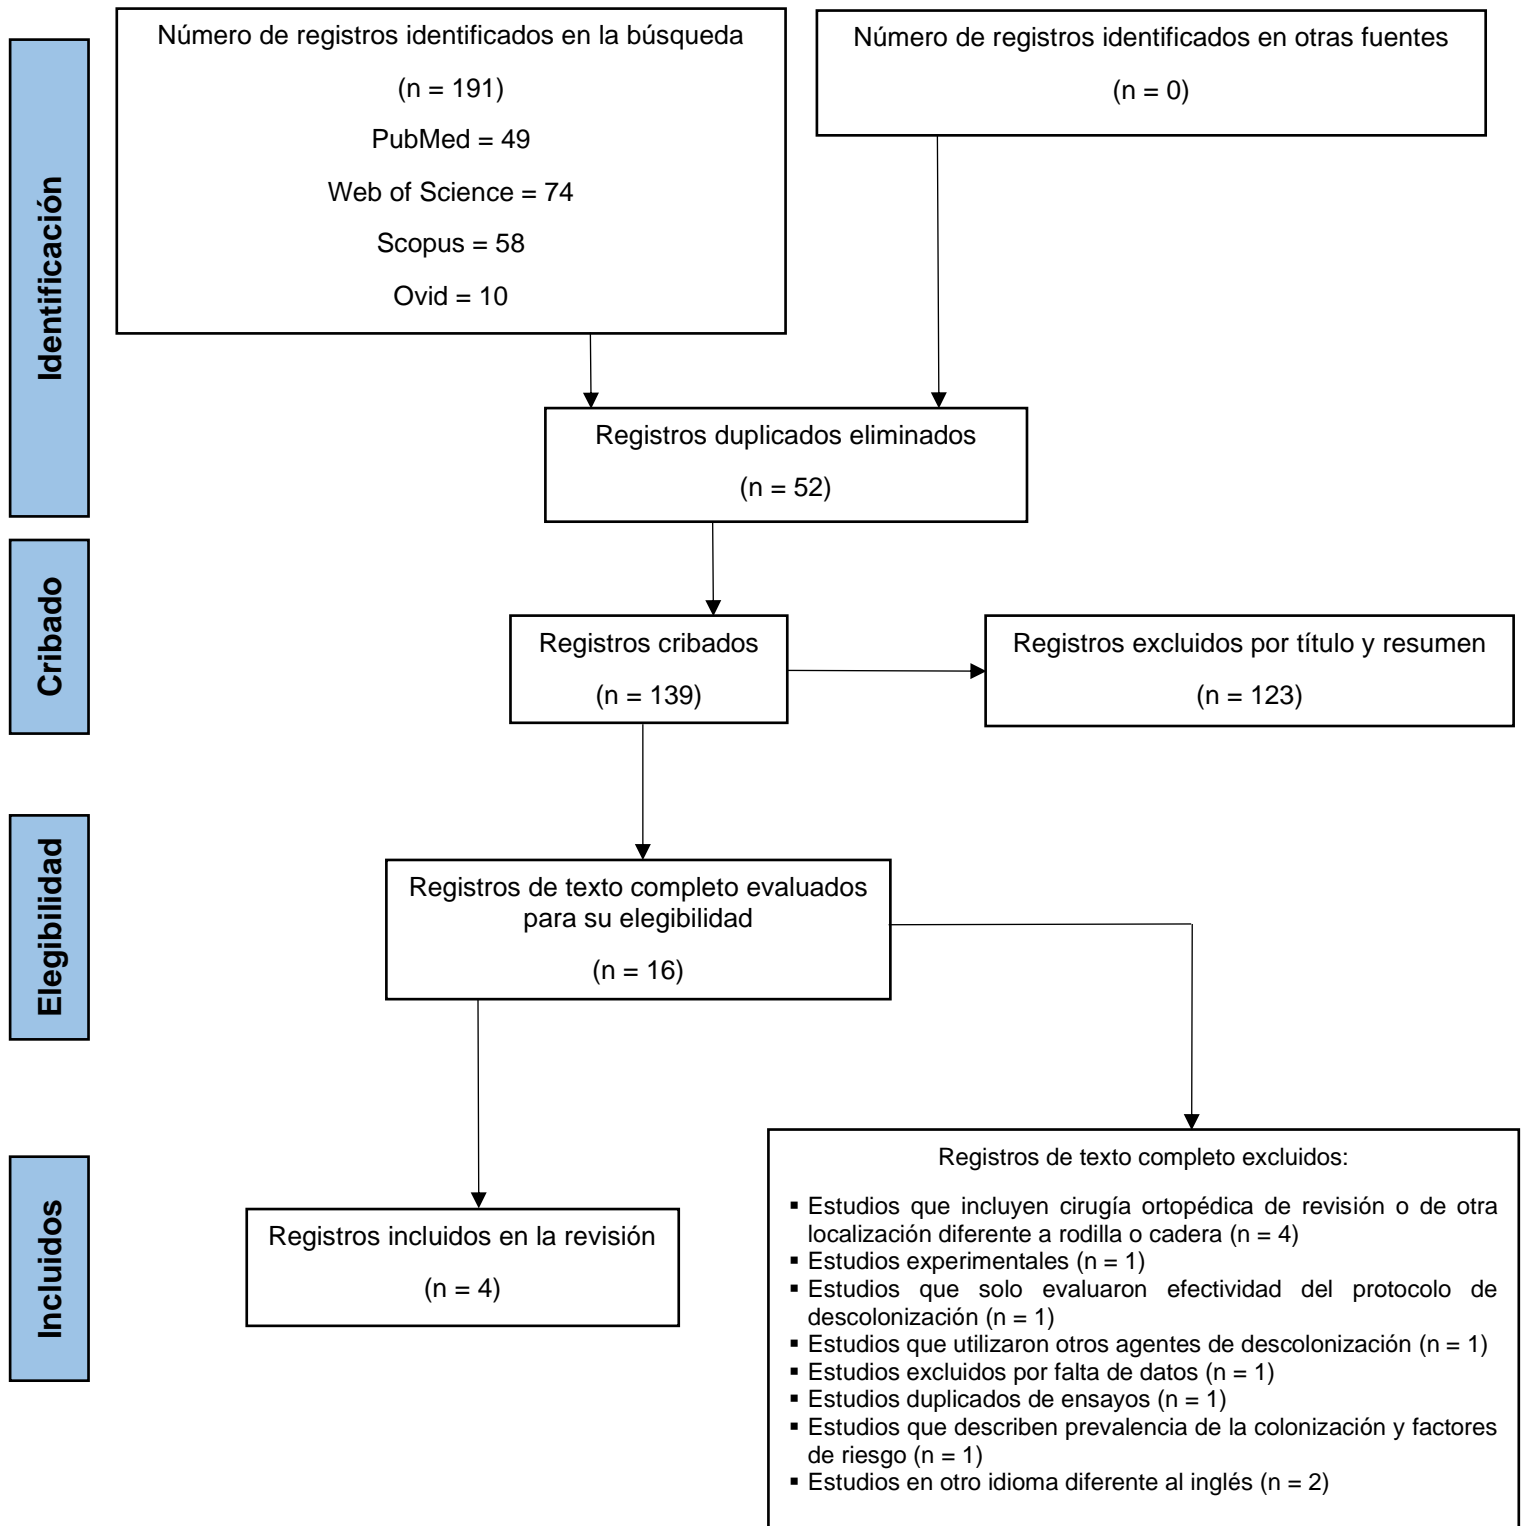 Identificación
Número de registros identificados en la búsqueda
(n = 191)
PubMed = 49
Web of Science = 74
Scopus = 58
Ovid = 10
Número de registros identificados en otras fuentes
(n = 0)
Registros duplicados eliminados
(n = 52)
Cribado
Registros cribados
(n = 139)
Registros excluidos por título y resumen
(n = 123)
Elegibilidad
Registros de texto completo evaluados
para su elegibilidad
(n = 16)
Incluidos
Registros incluidos en la revisión
(n = 4)
Registros de texto completo excluidos:
▪ Estudios que incluyen cirugía ortopédica de revisión o de otra
localización diferente a rodilla o cadera (n = 4)
▪ Estudios experimentales (n = 1)
▪ Estudios que solo evaluaron efectividad del protocolo de
descolonización (n = 1)
▪ Estudios que utilizaron otros agentes de descolonización (n = 1)
▪ Estudios excluidos por falta de datos (n = 1)
▪ Estudios duplicados de ensayos (n = 1)
▪ Estudios que describen prevalencia de la colonización y factores
de riesgo (n = 1)
▪ Estudios en otro idioma diferente al inglés (n = 2)